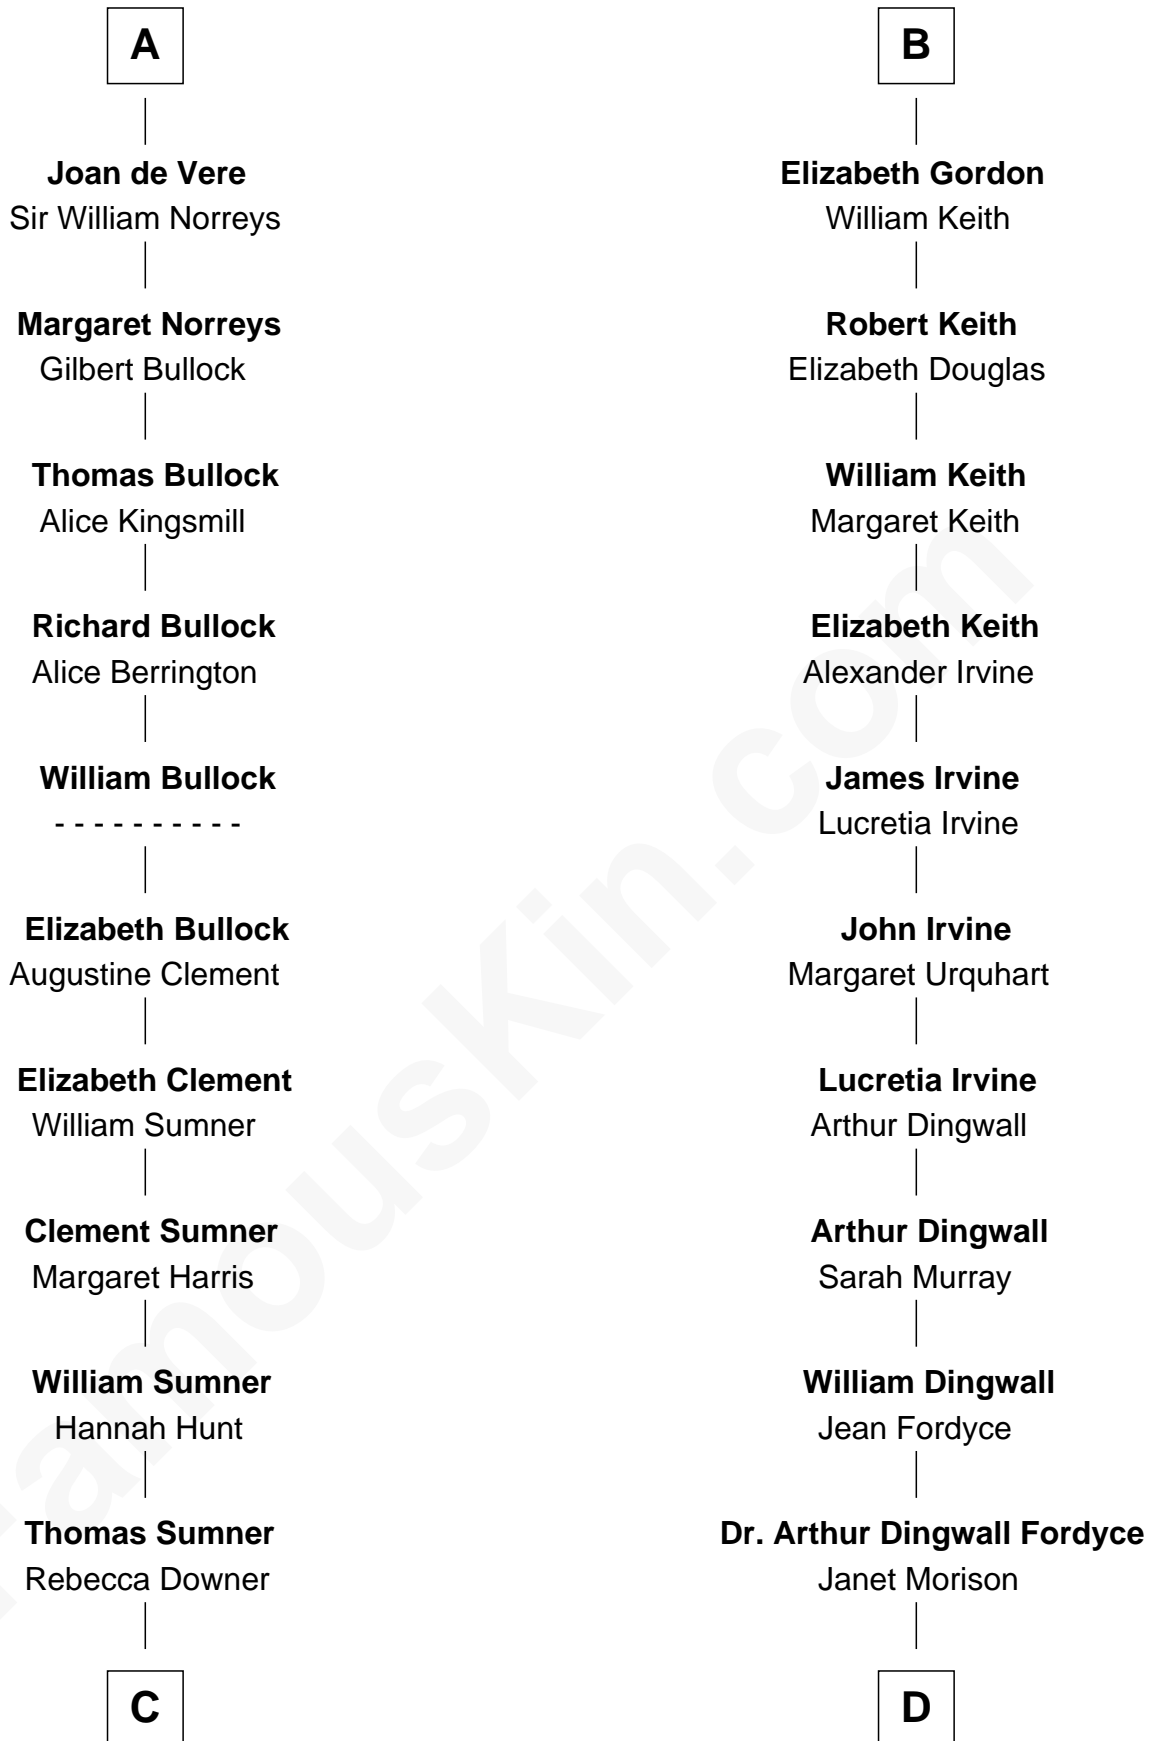 A
Joan de Vere
Sir William Norreys
Margaret Norreys
Gilbert Bullock
Thomas Bullock
Alice Kingsmill
Richard Bullock
Alice Berrington
William Bullock
- - - - - - - - - -
Elizabeth Bullock
Augustine Clement
Elizabeth Clement
William Sumner
Clement Sumner
Margaret Harris
William Sumner
Hannah Hunt
Thomas Sumner
Rebecca Downer
C
B
Elizabeth Gordon
William Keith
Robert Keith
Elizabeth Douglas
William Keith
Margaret Keith
Elizabeth Keith
Alexander Irvine
James Irvine
Lucretia Irvine
John Irvine
Margaret Urquhart
Lucretia Irvine
Arthur Dingwall
Arthur Dingwall
Sarah Murray
William Dingwall
Jean Fordyce
Dr. Arthur Dingwall Fordyce
Janet Morison
D
FamousKin.com